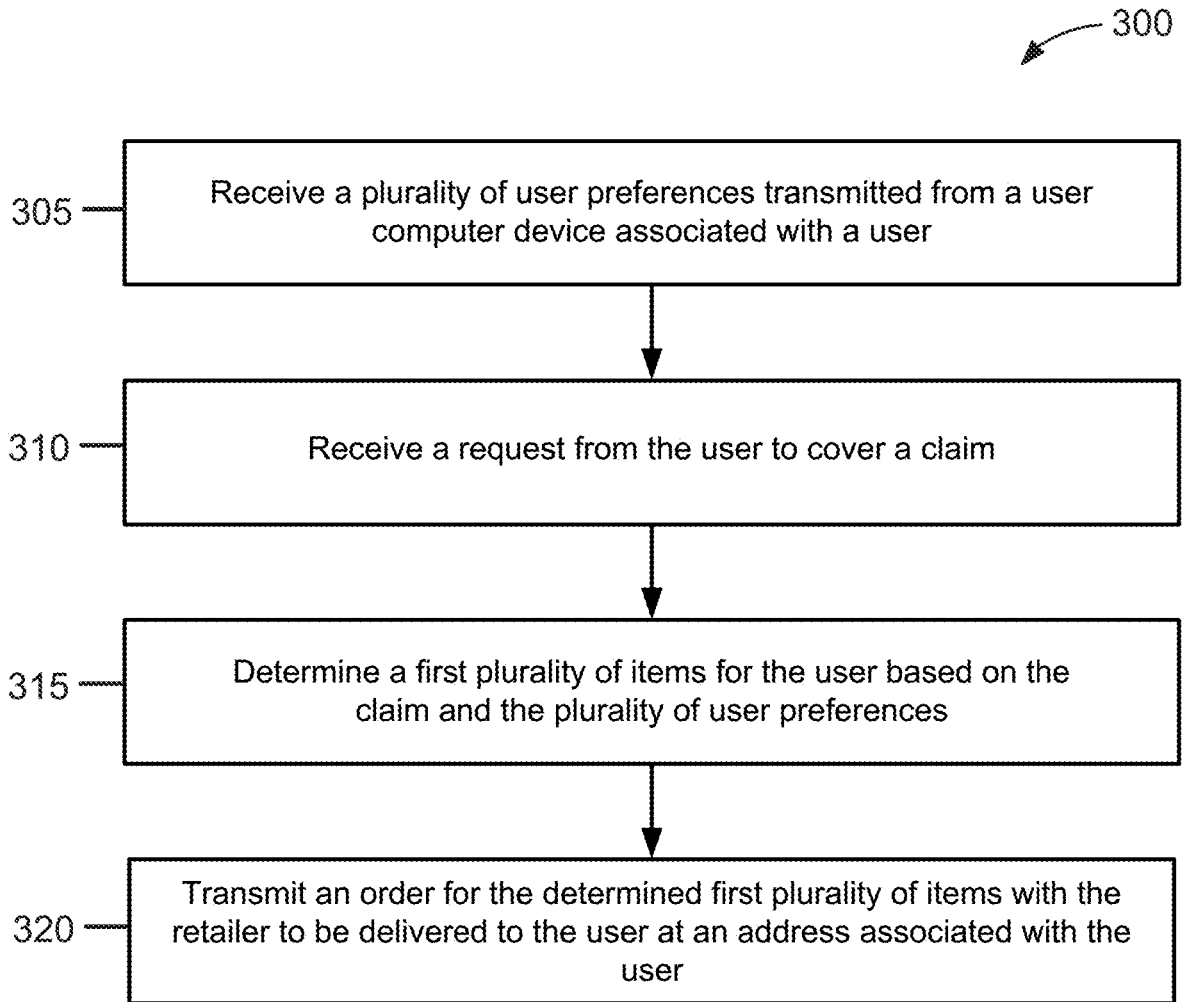 300
305
Receive a plurality of user preferences transmitted from a user
computer device associated with a user
310
Receive a request from the user to cover a claim
315
Determine a first plurality of items for the user based on the
claim and the plurality of user preferences
320
Transmit an order for the determined first plurality of items with the
retailer to be delivered to the user at an address associated with the
user